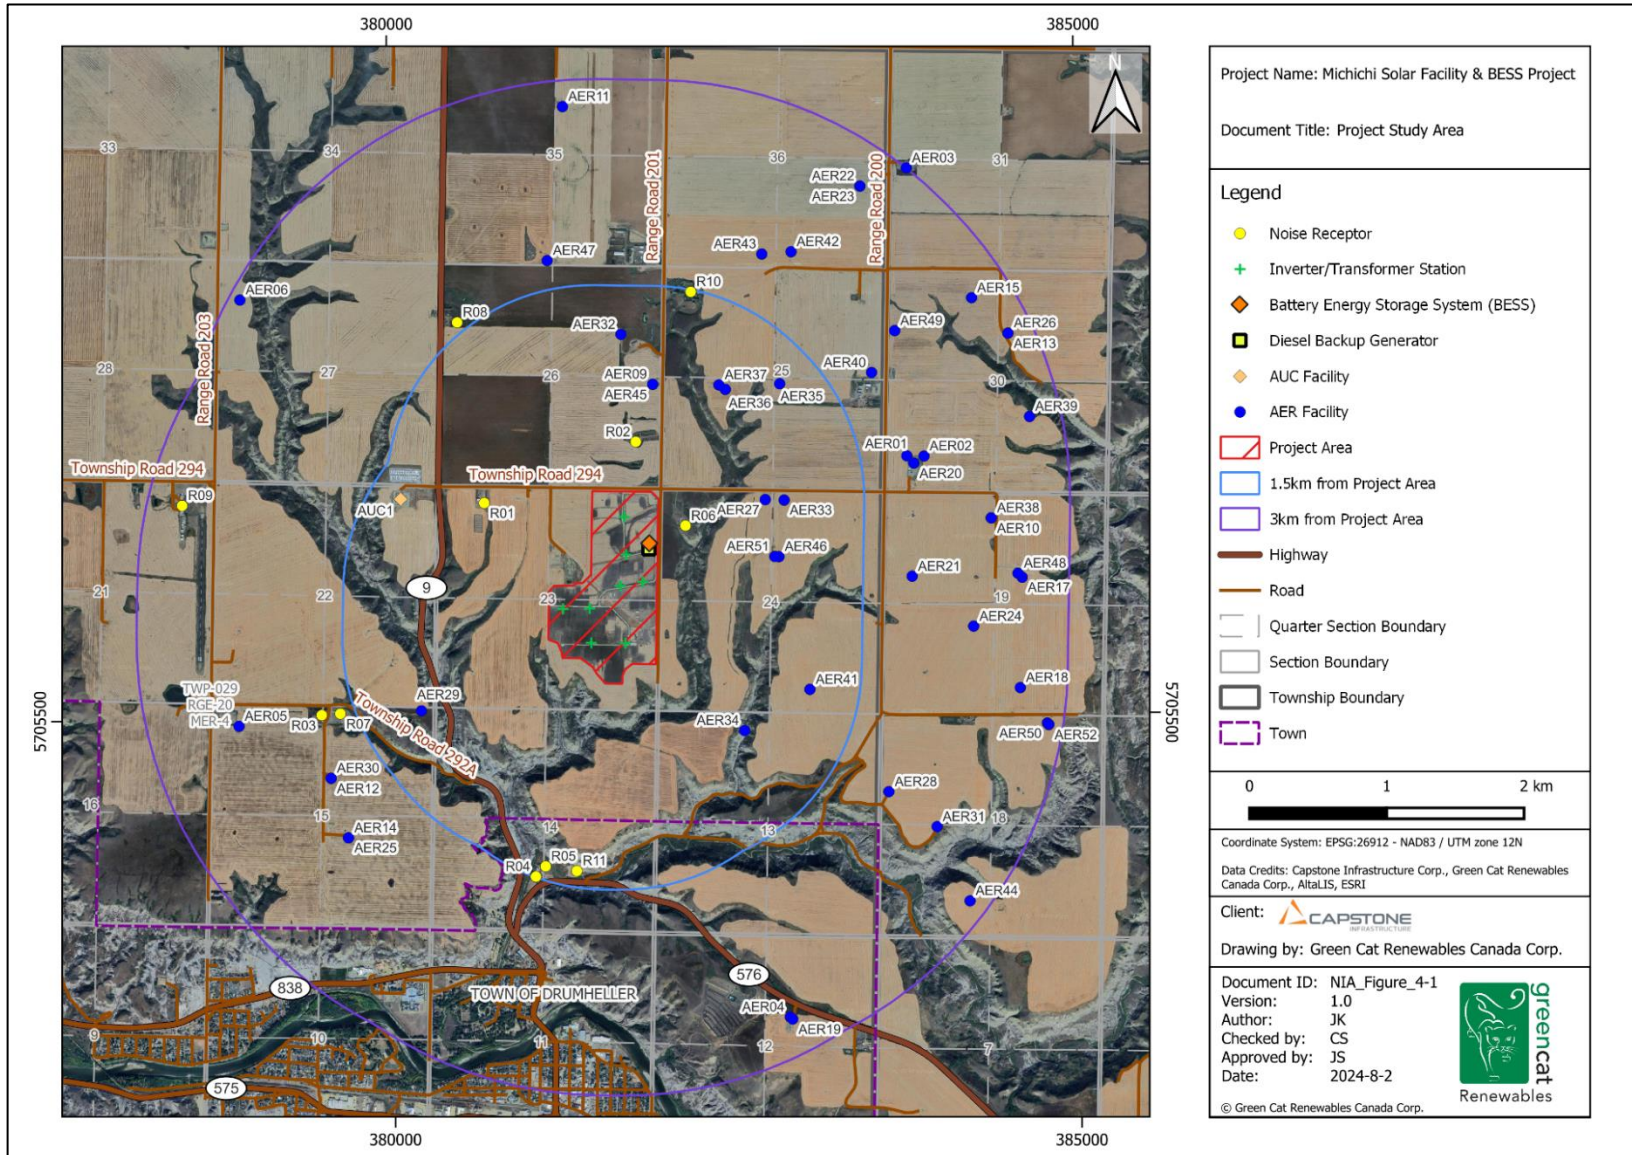 380000
385000
N
AER11
33
34
35
36
31
Range Road 201
Range Road 200
AER03
AER22
AER23
AER43
AER42
AER47
R10
AER06
AER15
R08
AER26
AER13
AER32
AER49
Range Road 203
28
27
26
25
30
AER09
AER45
AER37
AER36
AER35
AER40
AER39
R02
AER01
AER02
AER20
Township Road 294
Township Road 294
R09
AUC1
R01
R06
AER27
AER33
AER38
AER10
AER51
AER46
AER21
AER48
AER17
9
21
22
23
24
19
AER24
TWP-029
RGE-20
MER-4
AER05
R03
R07
AER29
Township Road 292A
AER41
AER18
AER34
AER50
AER52
5705500
5705500
AER30
AER12
AER28
16
15
14
13
18
AER31
AER14
AER25
R04
R05
R11
AER44
838
576
TOWN OF DRUMHELLER
AER04
AER19
9
10
11
12
7
575
380000
385000
Project Name: Michichi Solar Facility & BESS Project
Document Title: Project Study Area
Legend
Noise Receptor
Inverter/Transformer Station
Battery Energy Storage System (BESS)
Diesel Backup Generator
AUC Facility
AER Facility
Project Area
1.5km from Project Area
3km from Project Area
Highway
Road
Quarter Section Boundary
Section Boundary
Township Boundary
Town
0 1 2 km
Coordinate System: EPSG:26912 - NAD83 / UTM zone 12N
Data Credits: Capstone Infrastructure Corp., Green Cat Renewables
Canada Corp., AltaLIS, ESRI
Client: CAPSTONE
INFRASTRUCTURE
Drawing by: Green Cat Renewables Canada Corp.
Document ID: NIA_Figure_4-1
Version: 1.0
Author: JK
Checked by: CS
Approved by: JS
Date: 2024-8-2
greencat
Renewables
© Green Cat Renewables Canada Corp.